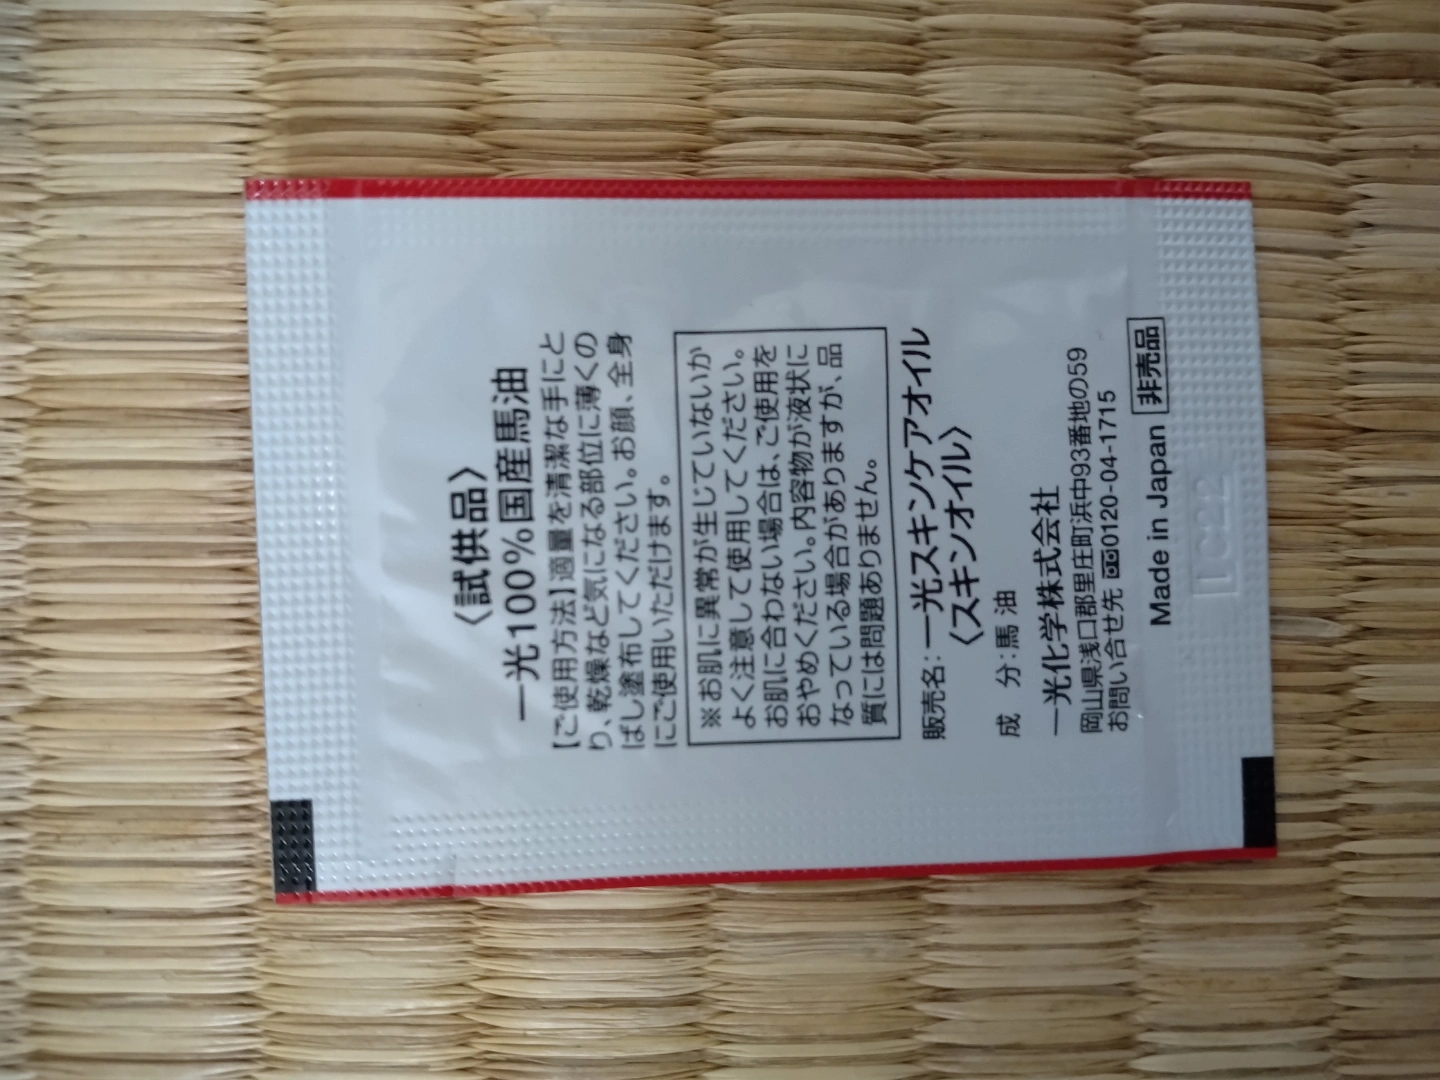 〈試供品〉
一光100%国産馬油
【ご使用方法】適量を清潔な手にと
り、乾燥など気になる部位に薄くの
ばし塗布してください。お顔、全身
にご使用いただけます。
※お肌に異常が生じていないか
よく注意して使用してください。
お肌に合わない場合は、ご使用を
おやめください。内容物が液状に
なっている場合がありますが、品
質には問題ありません。
販売名：一光スキンケアオイル
〈スキンオイル〉
成 分：馬油
一光化学株式会社
岡山県浅口郡里庄町浜中93番地の59
お問い合せ先 0120-04-1715
Made in Japan 非売品